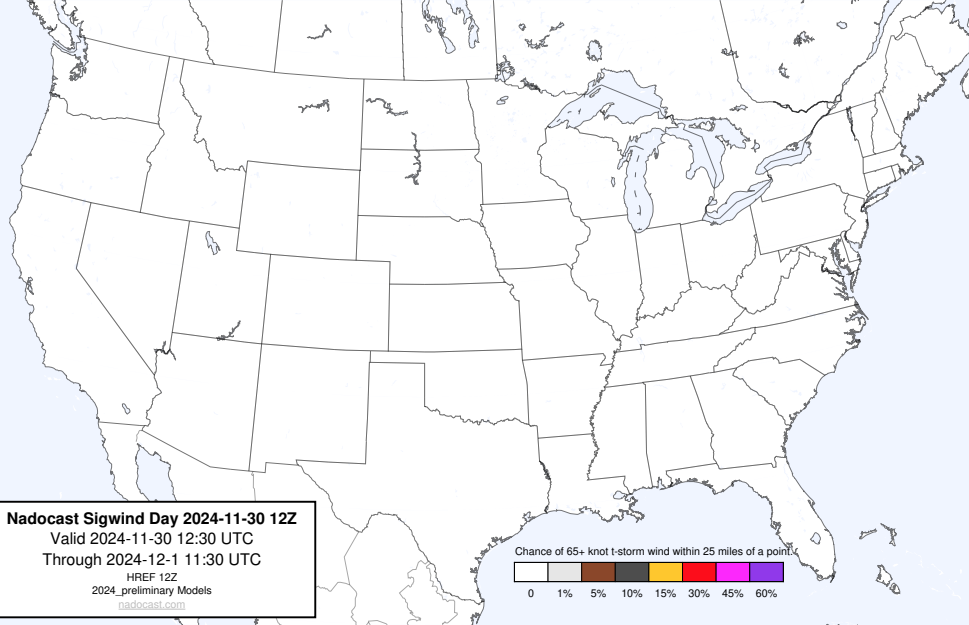 Nadocast Sigwind Day 2024-11-30 12Z
Valid 2024-11-30 12:30 UTC
Through 2024-12-1 11:30 UTC
HREF 12Z
2024_preliminary Models
nadocast.com
Chance of 65+ knot t-storm wind within 25 miles of a point.
0 1% 5% 10% 15% 30% 45% 60%